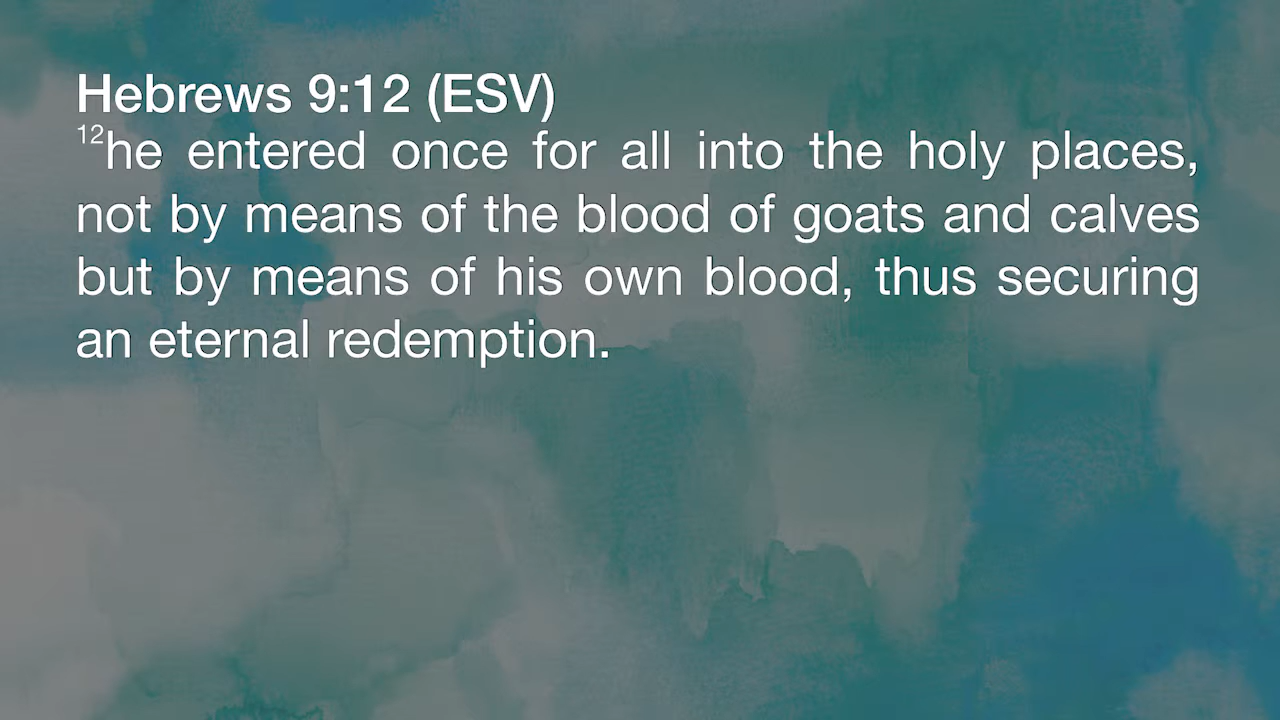 Hebrews 9:12 (ESV)
12he entered once for all into the holy places,
not by means of the blood of goats and calves
but by means of his own blood, thus securing
an eternal redemption.